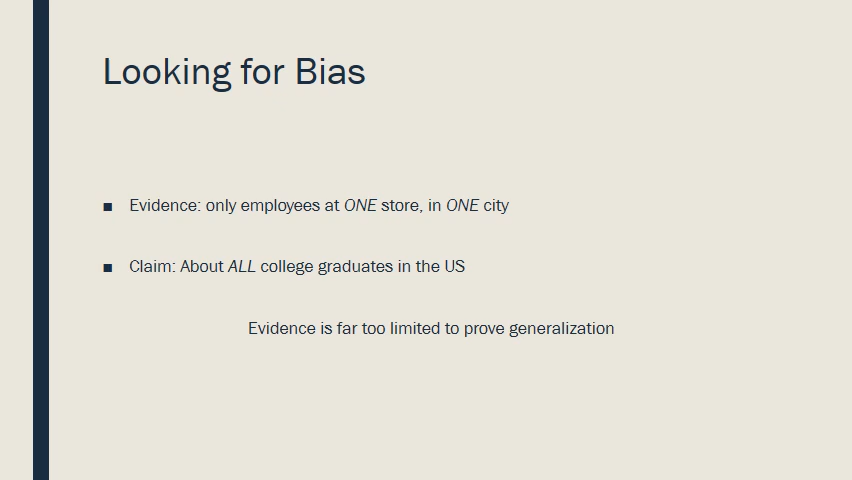 Looking for Bias
■ Evidence: only employees at ONE store, in ONE city
■ Claim: About ALL college graduates in the US
Evidence is far too limited to prove generalization